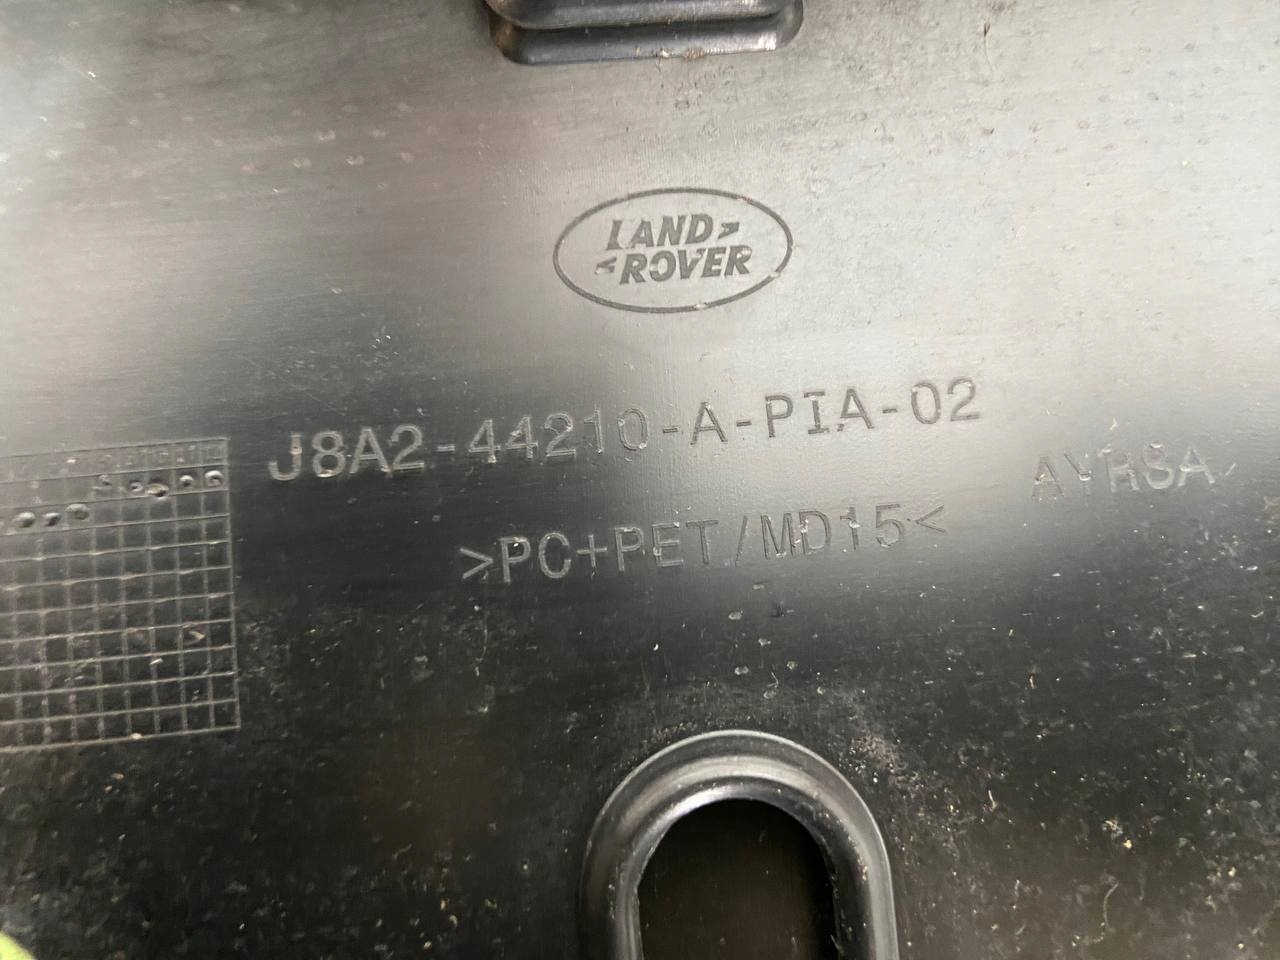 LAND
ROVER
J8A2-44210-A-PIA-02
AYRSA
>PC+PET/MD15<